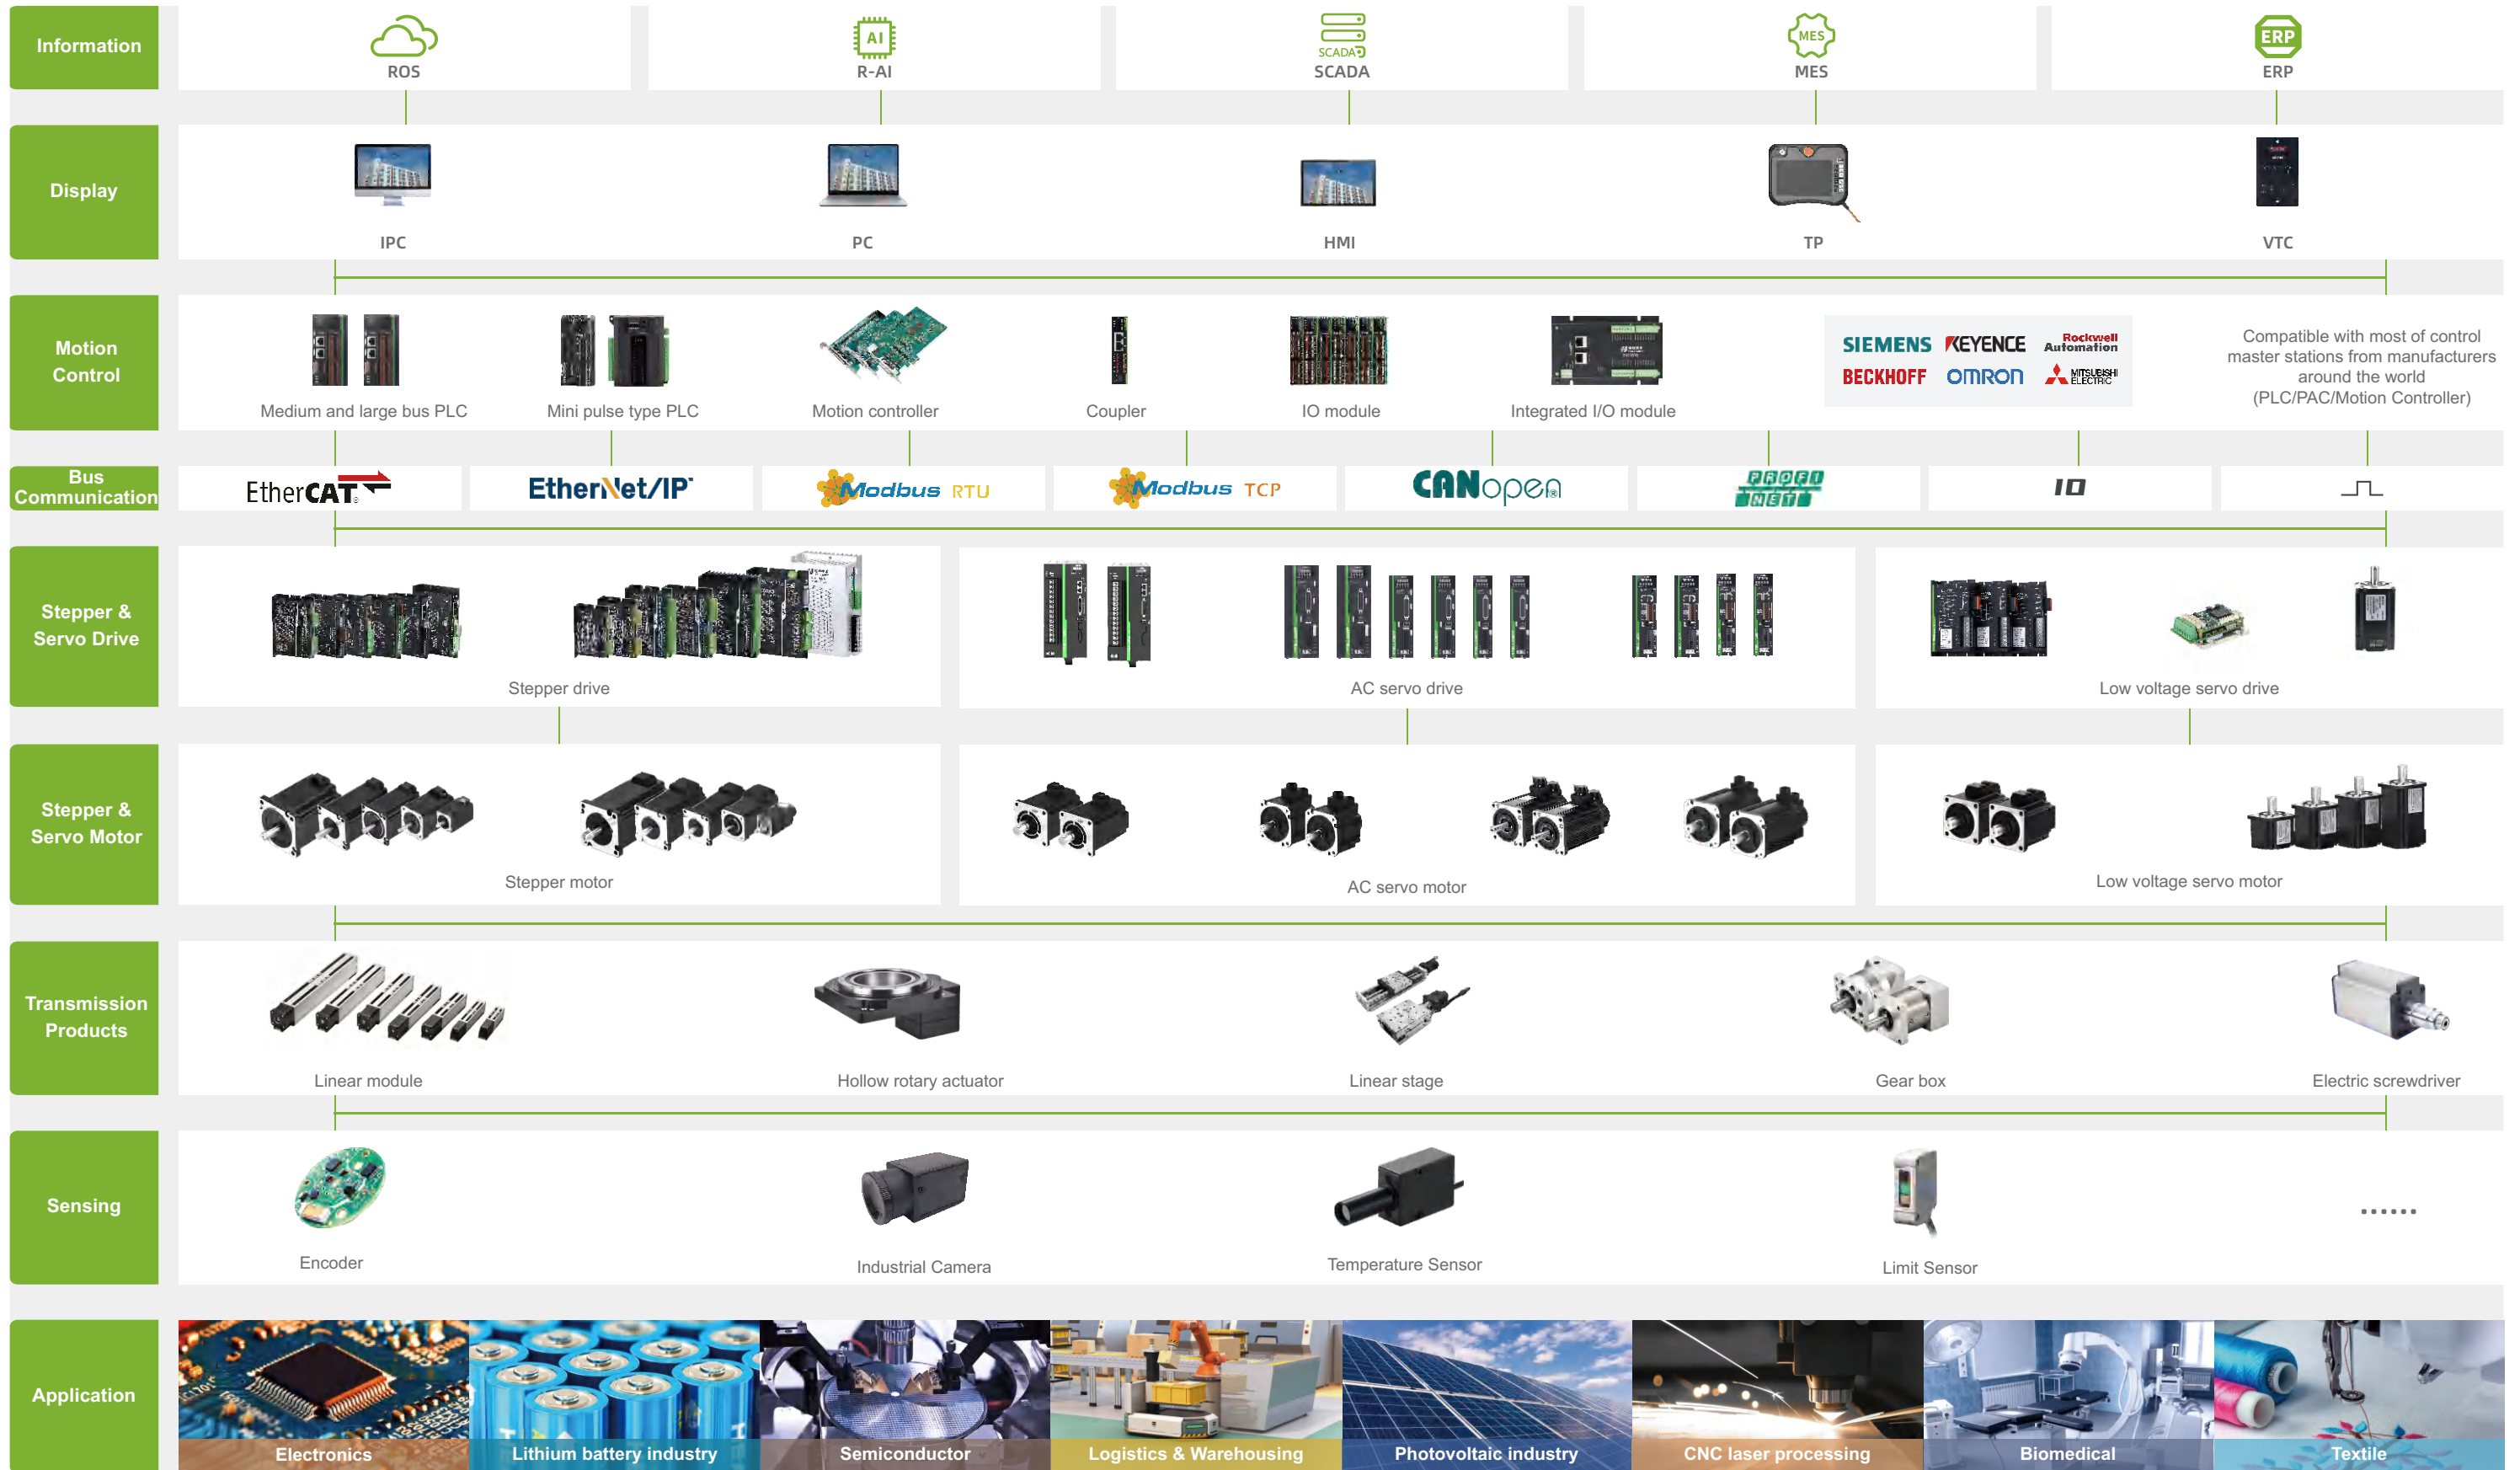 Information
ROS
AI
R-AI
SCADA
SCADA
MES
MES
ERP
ERP
Display
IPC
PC
HMI
TP
VTC
Motion
Control
Medium and large bus PLC
Mini pulse type PLC
Motion controller
Coupler
IO module
Integrated I/O module
SIEMENS
KEYENCE
Rockwell
Automation
BECKHOFF
OMRON
MITSUBISHI
ELECTRIC
Compatible with most of control
master stations from manufacturers
around the world
(PLC/PAC/Motion Controller)
Bus
Communication
EtherCAT®
EtherNet/IP
Modbus RTU
Modbus TCP
CANopen®
PROFI
NET
IO
Stepper &
Servo Drive
Stepper drive
AC servo drive
Low voltage servo drive
Stepper &
Servo Motor
Stepper motor
AC servo motor
Low voltage servo motor
Transmission
Products
Linear module
Hollow rotary actuator
Linear stage
Gear box
Electric screwdriver
Sensing
Encoder
Industrial Camera
Temperature Sensor
Limit Sensor
......
Application
Electronics
Lithium battery industry
Semiconductor
Logistics & Warehousing
Photovoltaic industry
CNC laser processing
Biomedical
Textile